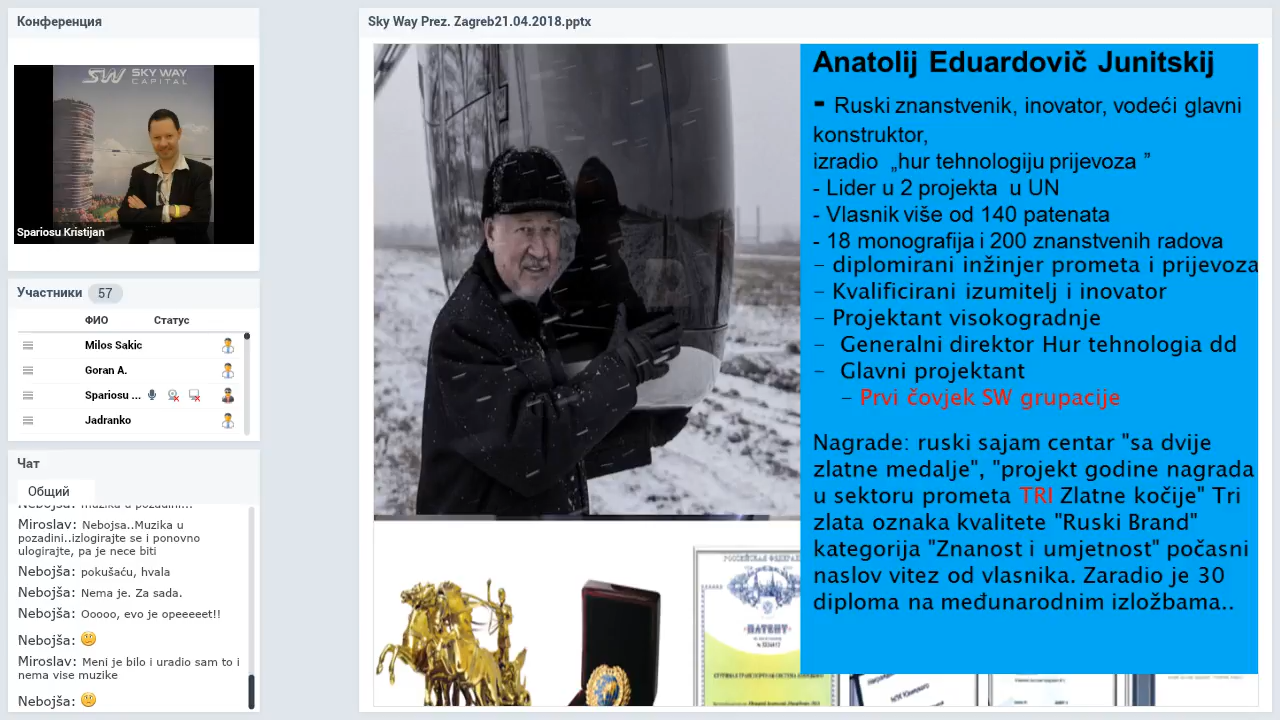 Конференция
SKY WAY
CAPITAL
Spariosu Kristijan
Участники 57
ФИО Статус
Milos Sakic
Goran A.
Spariosu ...
Jadranko
Чат
Общий
Nebojša: muzika u pozadini...
Miroslav: Nebojsa..Muzika u
pozadini..izlogirajte se i ponovno
ulogirajte, pa je nece biti
Nebojša: pokušaću, hvala
Nebojša: Nema je. Za sada.
Nebojša: Ooooo, evo je opeeeeet!!
Nebojša:
Miroslav: Meni je bilo i uradio sam to i
nema vise muzike
Nebojša:
Sky Way Prez. Zagreb21.04.2018.pptx
Anatolij Eduardovič Junitskij
- Ruski znanstvenik, inovator, vodeći glavni
konstruktor,
izradio „hur tehnologiju prijevoza ”
- Lider u 2 projekta u UN
- Vlasnik više od 140 patenata
- 18 monografija i 200 znanstvenih radova
– diplomirani inžinjer prometa i prijevoza
– Kvalificirani izumitelj i inovator
– Projektant visokogradnje
– Generalni direktor Hur tehnologia dd
– Glavni projektant
– Prvi čovjek SW grupacije
Nagrade: ruski sajam centar "sa dvije
zlatne medalje", "projekt godine nagrada
u sektoru prometa TRI Zlatne kočije" Tri
zlata oznaka kvalitete "Ruski Brand"
kategorija "Znanost i umjetnost" počasni
naslov vitez od vlasnika. Zaradio je 30
diploma na međunarodnim izložbama..
ПАТЕНТ